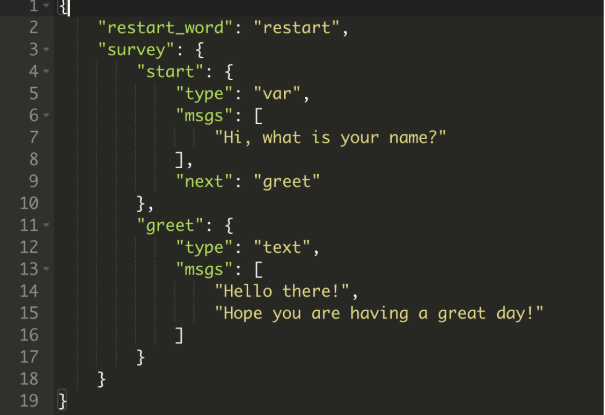 1 {
2     "restart_word": "restart",
3     "survey": {
4         "start": {
5             "type": "var",
6             "msgs": [
7                 "Hi, what is your name?"
8             ],
9             "next": "greet"
10         },
11         "greet": {
12             "type": "text",
13             "msgs": [
14                 "Hello there!",
15                 "Hope you are having a great day!"
16             ]
17         }
18     }
19 }